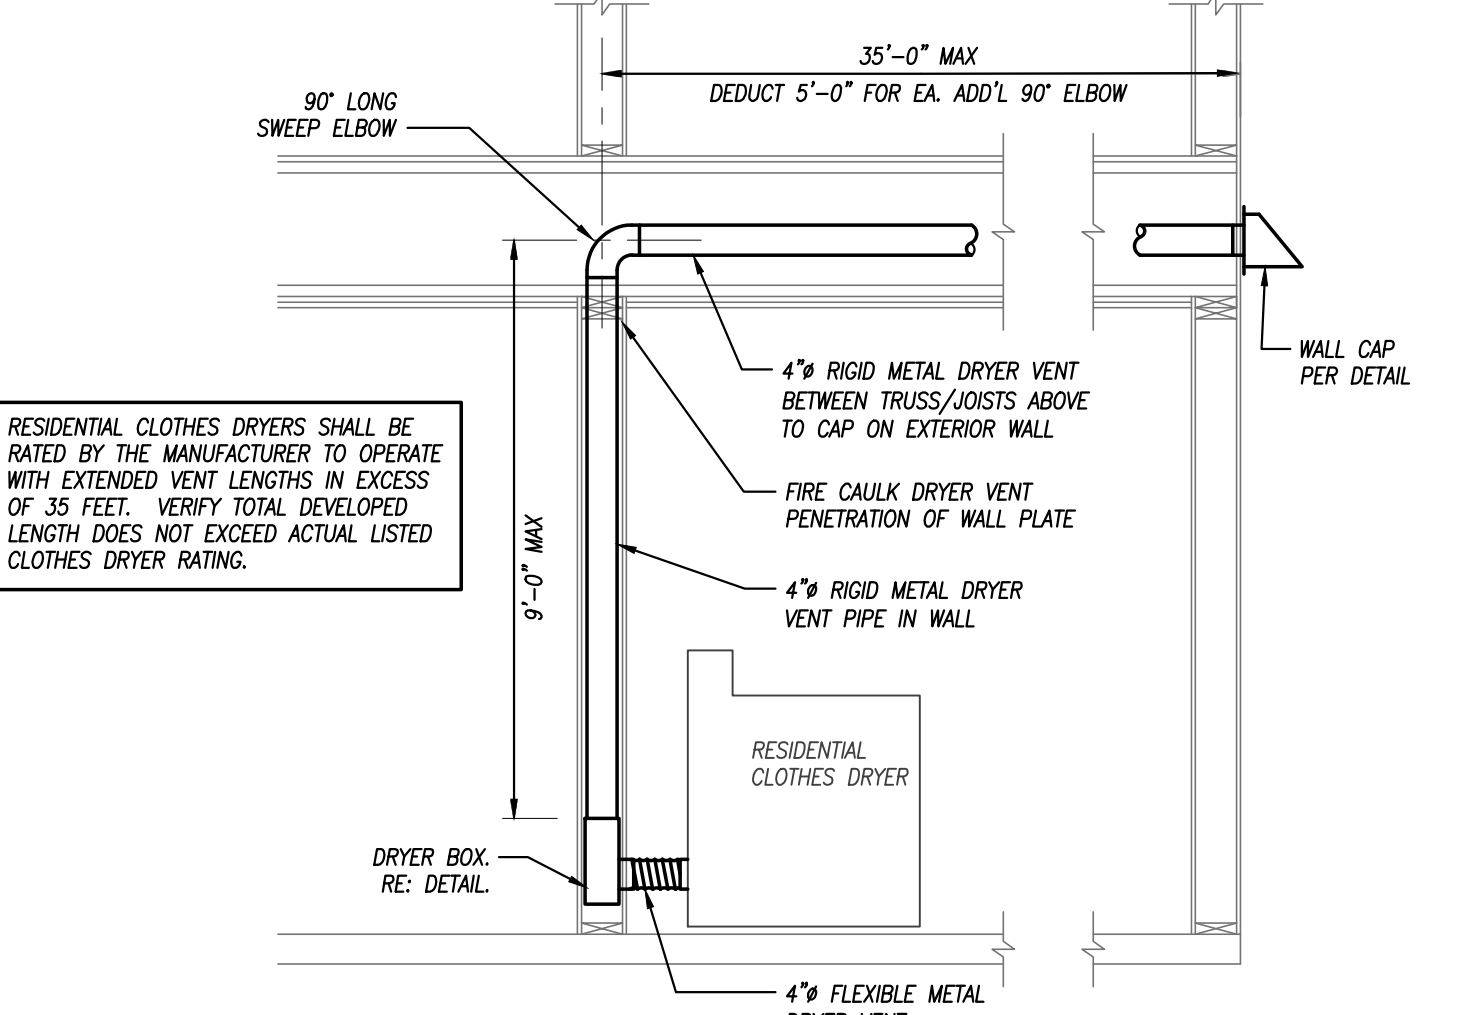 35'-0" MAX
DEDUCT 5'-0" FOR EA. ADD'L 90° ELBOW
90° LONG
SWEEP ELBOW
WALL CAP
PER DETAIL
4"ø RIGID METAL DRYER VENT
BETWEEN TRUSS/JOISTS ABOVE
TO CAP ON EXTERIOR WALL
RESIDENTIAL CLOTHES DRYERS SHALL BE
RATED BY THE MANUFACTURER TO OPERATE
WITH EXTENDED VENT LENGTHS IN EXCESS
OF 35 FEET. VERIFY TOTAL DEVELOPED
LENGTH DOES NOT EXCEED ACTUAL LISTED
CLOTHES DRYER RATING.
FIRE CAULK DRYER VENT
PENETRATION OF WALL PLATE
9'-0" MAX
4"ø RIGID METAL DRYER
VENT PIPE IN WALL
RESIDENTIAL
CLOTHES DRYER
DRYER BOX.
RE: DETAIL.
4"ø FLEXIBLE METAL
DRYER VENT